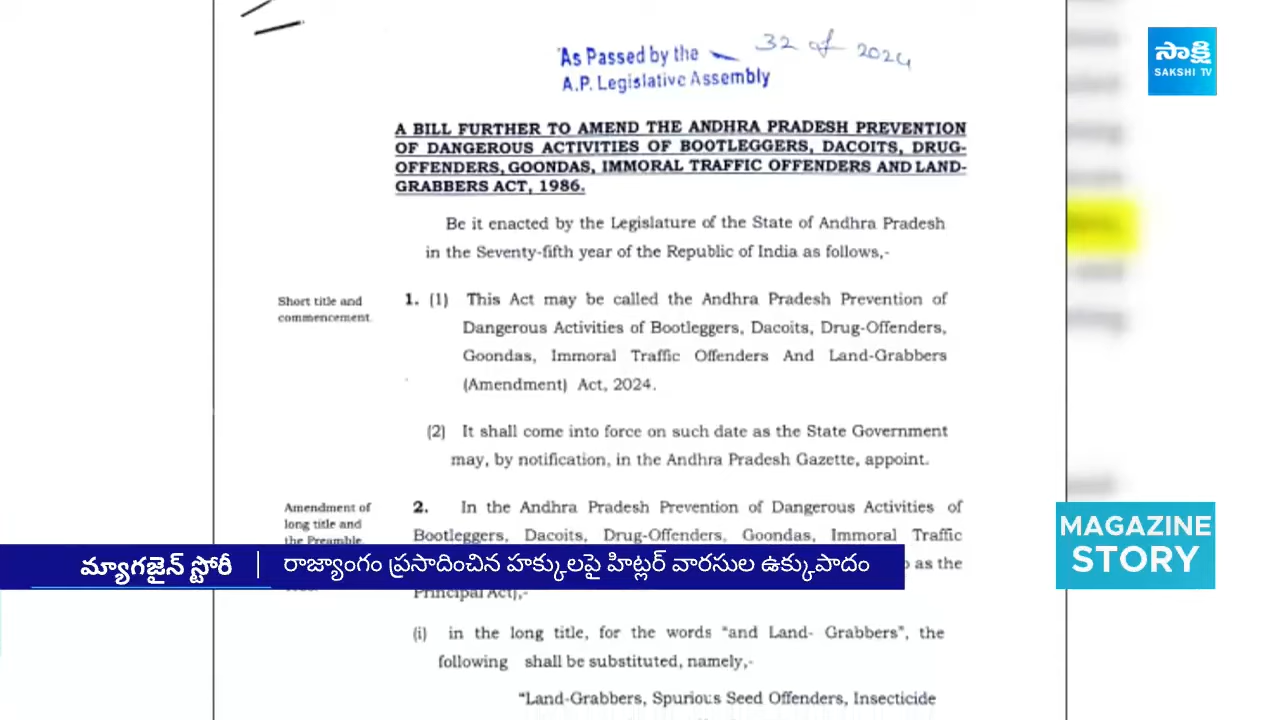 As Passed by the
A.P. Legislative Assembly
32 of 2024
సాక్షి
SAKSHI TV
A BILL FURTHER TO AMEND THE ANDHRA PRADESH PREVENTION
OF DANGEROUS ACTIVITIES OF BOOTLEGGERS, DACOITS, DRUG-
OFFENDERS, GOONDAS, IMMORAL TRAFFIC OFFENDERS AND LAND-
GRABBERS ACT, 1986.
Be it enacted by the Legislature of the State of Andhra Pradesh
in the Seventy-fifth year of the Republic of India as follows,-
Short title and
commencement.
1. (1) This Act may be called the Andhra Pradesh Prevention of
Dangerous Activities of Bootleggers, Dacoits, Drug-Offenders,
Goondas, Immoral Traffic Offenders And Land-Grabbers
(Amendment) Act, 2024.
(2) It shall come into force on such date as the State Government
may, by notification, in the Andhra Pradesh Gazette, appoint.
Amendment of
long title and
the Preamble.
2. In the Andhra Pradesh Prevention of Dangerous Activities of
Bootleggers, Dacoits, Drug-Offenders, Goondas, Immoral Traffic
as the
Principal Act),-
(i) in the long title, for the words "and Land- Grabbers", the
following shall be substituted, namely,-
"Land-Grabbers, Spurious Seed Offenders, Insecticide
MAGAZINE
STORY
మ్యాగజైన్ స్టోరీ | రాజ్యాంగం ప్రసాదించిన హక్కులపై హిట్లర్ వారసుల ఉక్కుపాదం